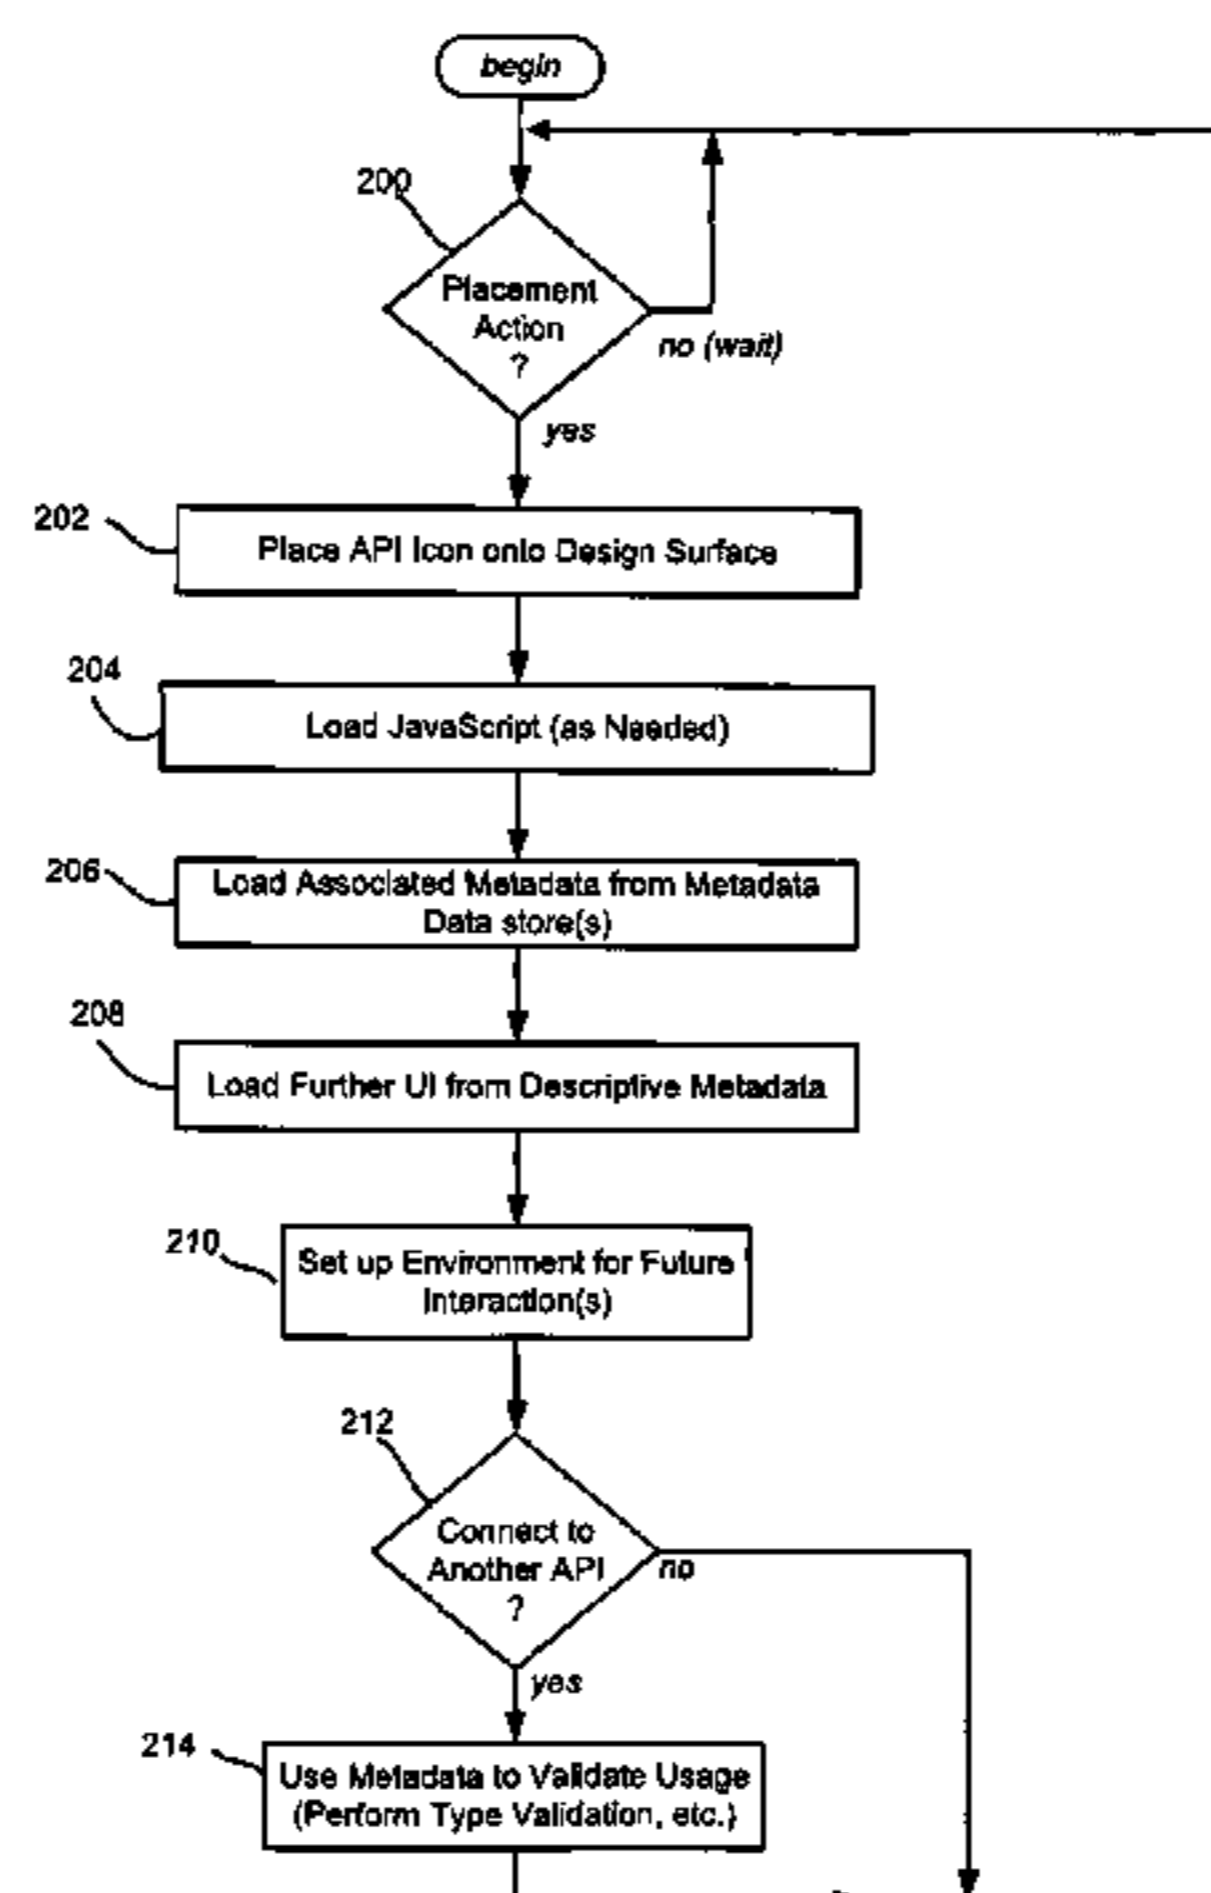 begin
200
Placement
Action
?
no (wait)
yes
202
Place API Icon onto Design Surface
204
Load JavaScript (as Needed)
206
Load Associated Metadata from Metadata
Data store(s)
208
Load Further UI from Descriptive Metadata
210
Set up Environment for Future
Interaction(s)
212
Connect to
Another API
?
no
yes
214
Use Metadata to Validate Usage
(Perform Type Validation, etc.)